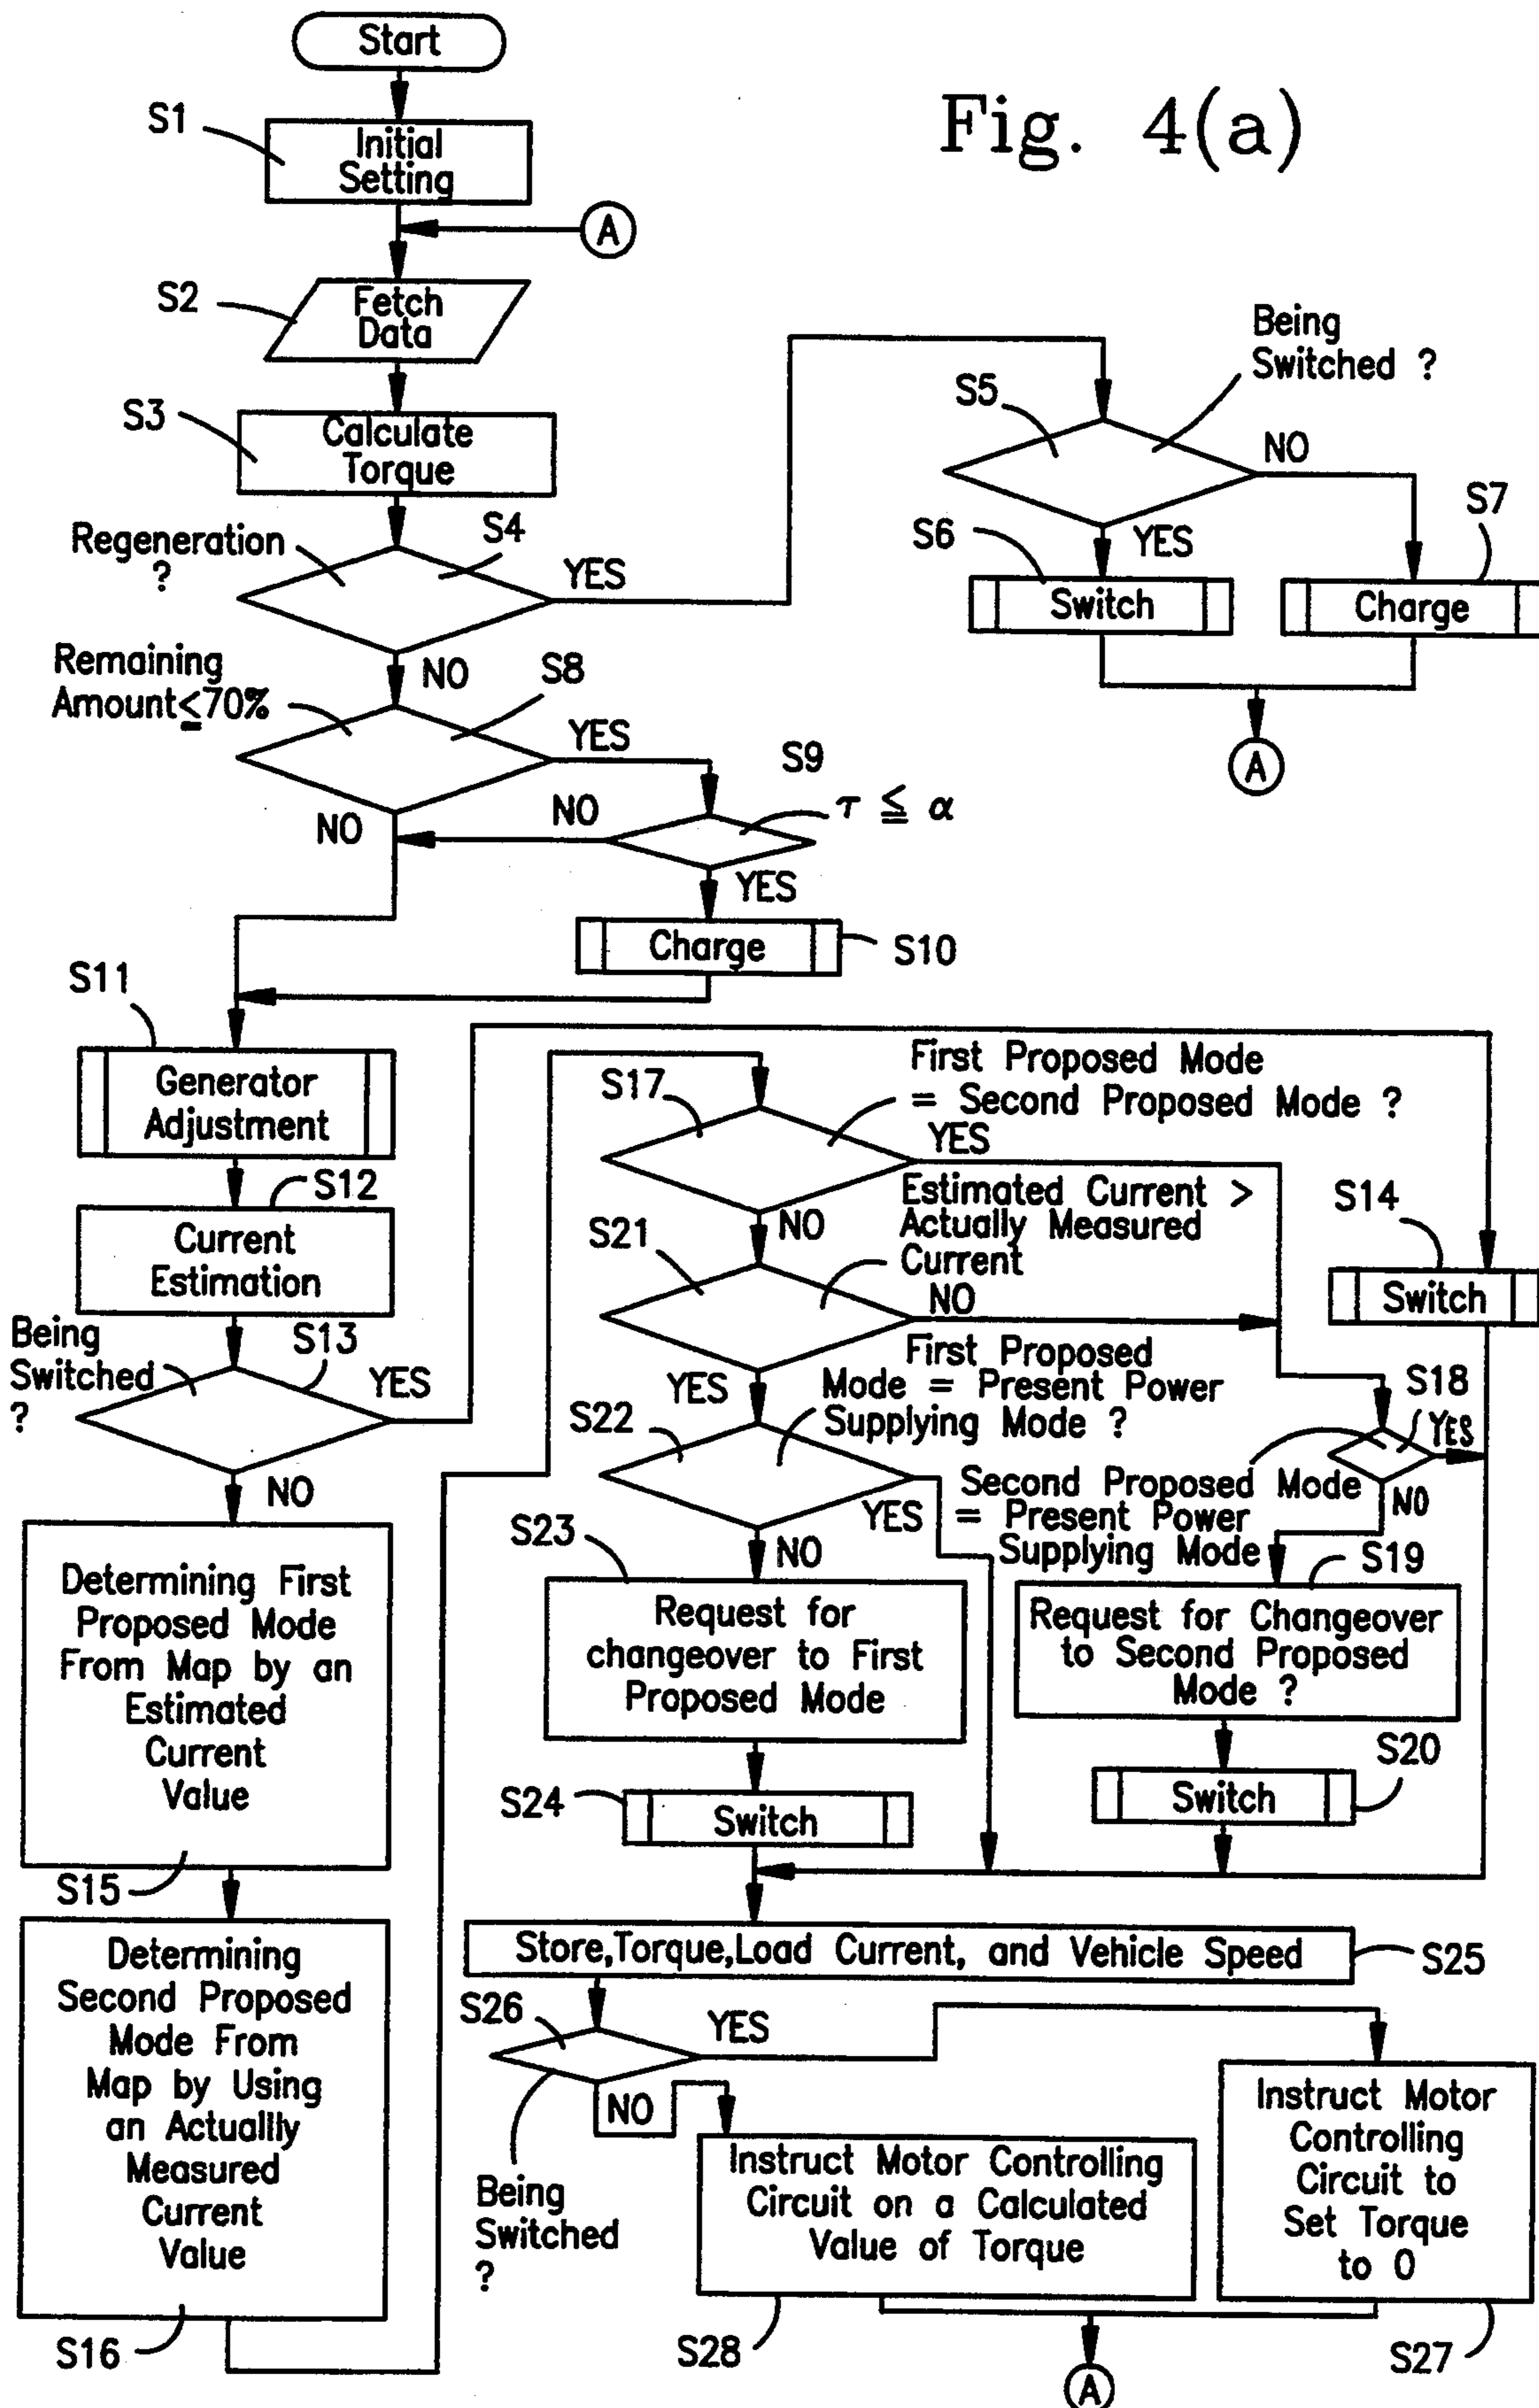 Start
Fig. 4(a)
S1
Initial
Setting
A
S2
Fetch
Data
S3
Calculate
Torque
Regeneration
?
S4
YES
NO
Being
Switched ?
S5
NO
YES
S6
Switch
S7
Charge
A
Remaining
Amount≤70%
S8
YES
NO
S9
τ ≦ α
NO
YES
Charge
S10
S11
Generator
Adjustment
S12
Current
Estimation
Being
Switched
?
S13
YES
NO
S14
Switch
Determining First
Proposed Mode
From Map by an
Estimated
Current
Value
S15
Determining
Second Proposed
Mode From
Map by Using
an Actuallly
Measured
Current
Value
S16
S17
First Proposed Mode
= Second Proposed Mode ?
YES
NO
S21
Estimated Current >
Actually Measured
Current
NO
YES
S22
First Proposed
Mode = Present Power
Supplying Mode ?
YES
NO
S18
YES
NO
Second Proposed Mode
= Present Power
Supplying Mode
S23
Request for
changeover to First
Proposed Mode
S19
Request for Changeover
to Second Proposed
Mode ?
S24
Switch
S20
Switch
Store,Torque,Load Current, and Vehicle Speed
S25
S26
YES
NO
Being
Switched
?
Instruct Motor Controlling
Circuit on a Calculated
Value of Torque
S28
Instruct Motor
Controlling
Circuit to
Set Torque
to 0
S27
A